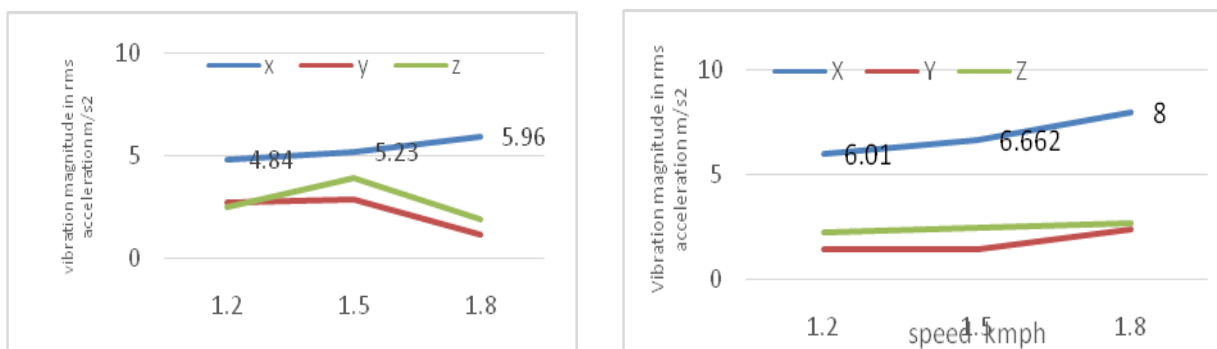 vibration magnitude in rms
acceleration m/s2
10
5
0
x y z
4.84
5.23
5.96
1.2 1.5 1.8
Vibration magnitude in rms
acceleration m/s2
10
5
0
X Y Z
6.01
6.662
8
1.2 1.5 1.8
speed kmph